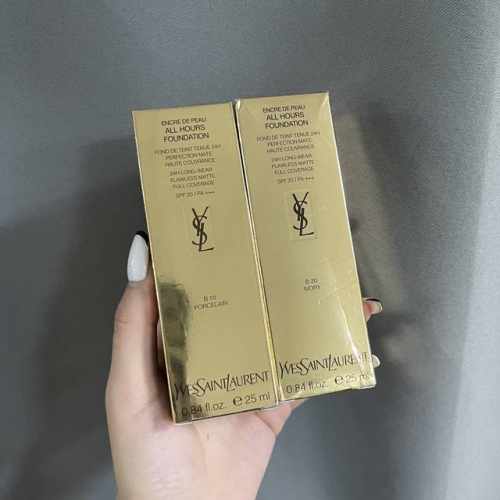 ENCRE DE PEAU
ALL HOURS
FOUNDATION
FOND DE TEINT TENUE 24H
PERFECTION MATE
HAUTE COUVRANCE
24H LONG-WEAR
FLAWLESS MATTE
FULL COVERAGE
SPF 20 / PA +++
YSL
B 10
PORCELAIN
YVESSAINTLAURENT
0.84 fl.oz. e 25 ml
ENCRE DE PEAU
ALL HOURS
FOUNDATION
FOND DE TEINT TENUE 24H
PERFECTION MATE
HAUTE COUVRANCE
24H LONG-WEAR
FLAWLESS MATTE
FULL COVERAGE
SPF 20 / PA +++
YSL
B 20
IVORY
YVESSAINTLAURENT
0.84 fl.oz. e 25 ml